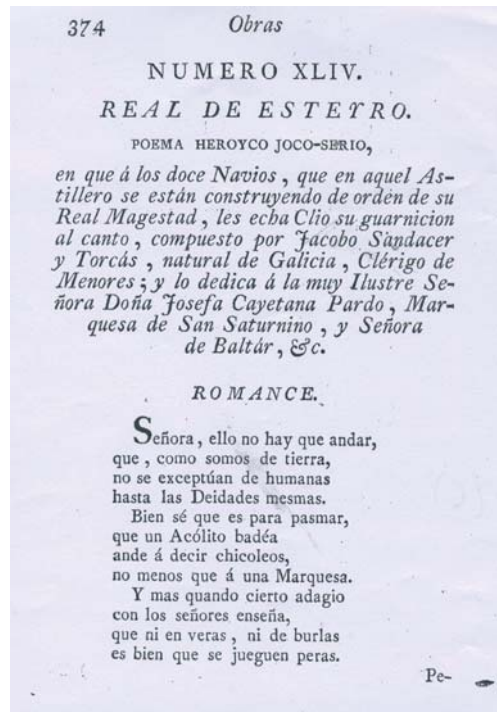 374 Obras
NUMERO XLIV.
REAL DE ESTEYRO.
POEMA HEROYCO JOCO-SERIO,
en que á los doce Navios, que en aquel As-
tillero se están construyendo de orden de su
Real Magestad, les echa Clio su guarnicion
al canto, compuesto por Jacobo Sandacer
y Torcás, natural de Galicia, Clérigo de
Menores; y lo dedica á la muy Ilustre Se-
ñora Doña Josefa Cayetana Pardo, Mar-
quesa de San Saturnino, y Señora
de Baltár, &c.
ROMANCE.
Señora, ello no hay que andar,
que, como somos de tierra,
no se exceptúan de humanas
hasta las Deidades mesmas.
Bien sé que es para pasmar,
que un Acólito badéa
ande á decir chicoleos,
no menos que á una Marquesa.
Y mas quando cierto adagio
con los señores enseña,
que ni en veras, ni de burlas
es bien que se jueguen peras.
Pe-